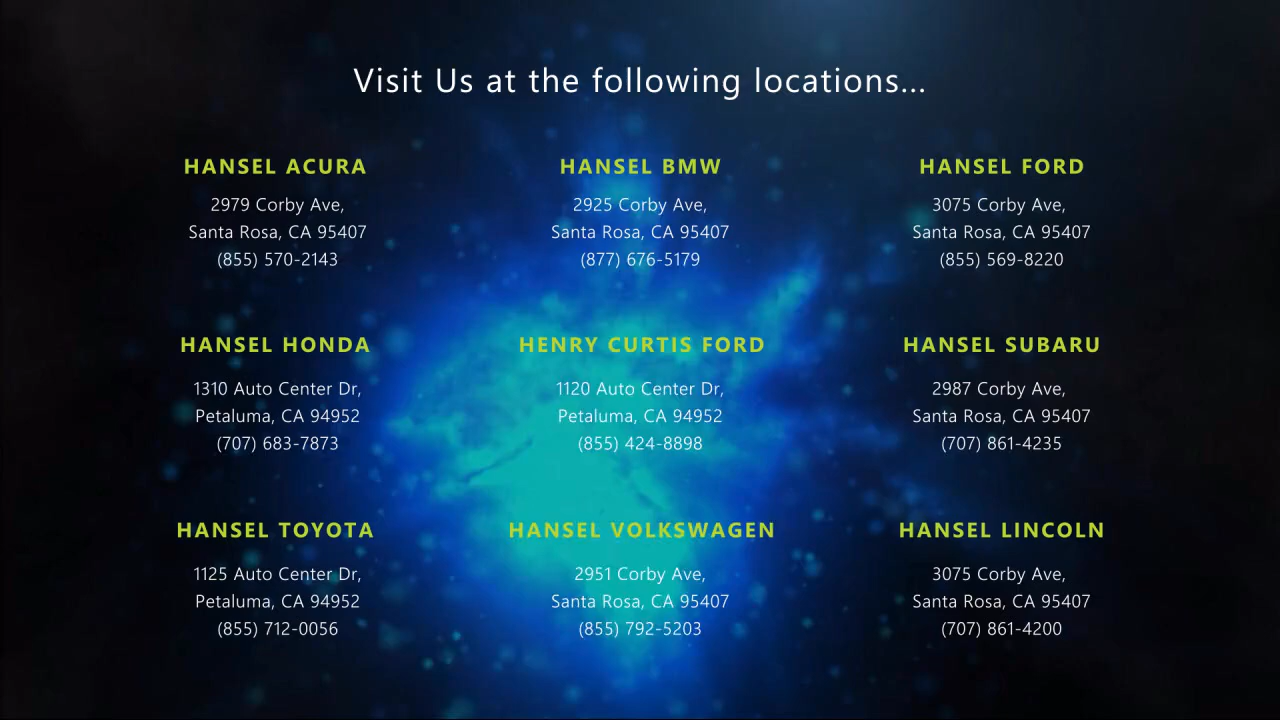 Visit Us at the following locations...
HANSEL ACURA
2979 Corby Ave,
Santa Rosa, CA 95407
(855) 570-2143
HANSEL BMW
2925 Corby Ave,
Santa Rosa, CA 95407
(877) 676-5179
HANSEL FORD
3075 Corby Ave,
Santa Rosa, CA 95407
(855) 569-8220
HANSEL HONDA
1310 Auto Center Dr,
Petaluma, CA 94952
(707) 683-7873
HENRY CURTIS FORD
1120 Auto Center Dr,
Petaluma, CA 94952
(855) 424-8898
HANSEL SUBARU
2987 Corby Ave,
Santa Rosa, CA 95407
(707) 861-4235
HANSEL TOYOTA
1125 Auto Center Dr,
Petaluma, CA 94952
(855) 712-0056
HANSEL VOLKSWAGEN
2951 Corby Ave,
Santa Rosa, CA 95407
(855) 792-5203
HANSEL LINCOLN
3075 Corby Ave,
Santa Rosa, CA 95407
(707) 861-4200